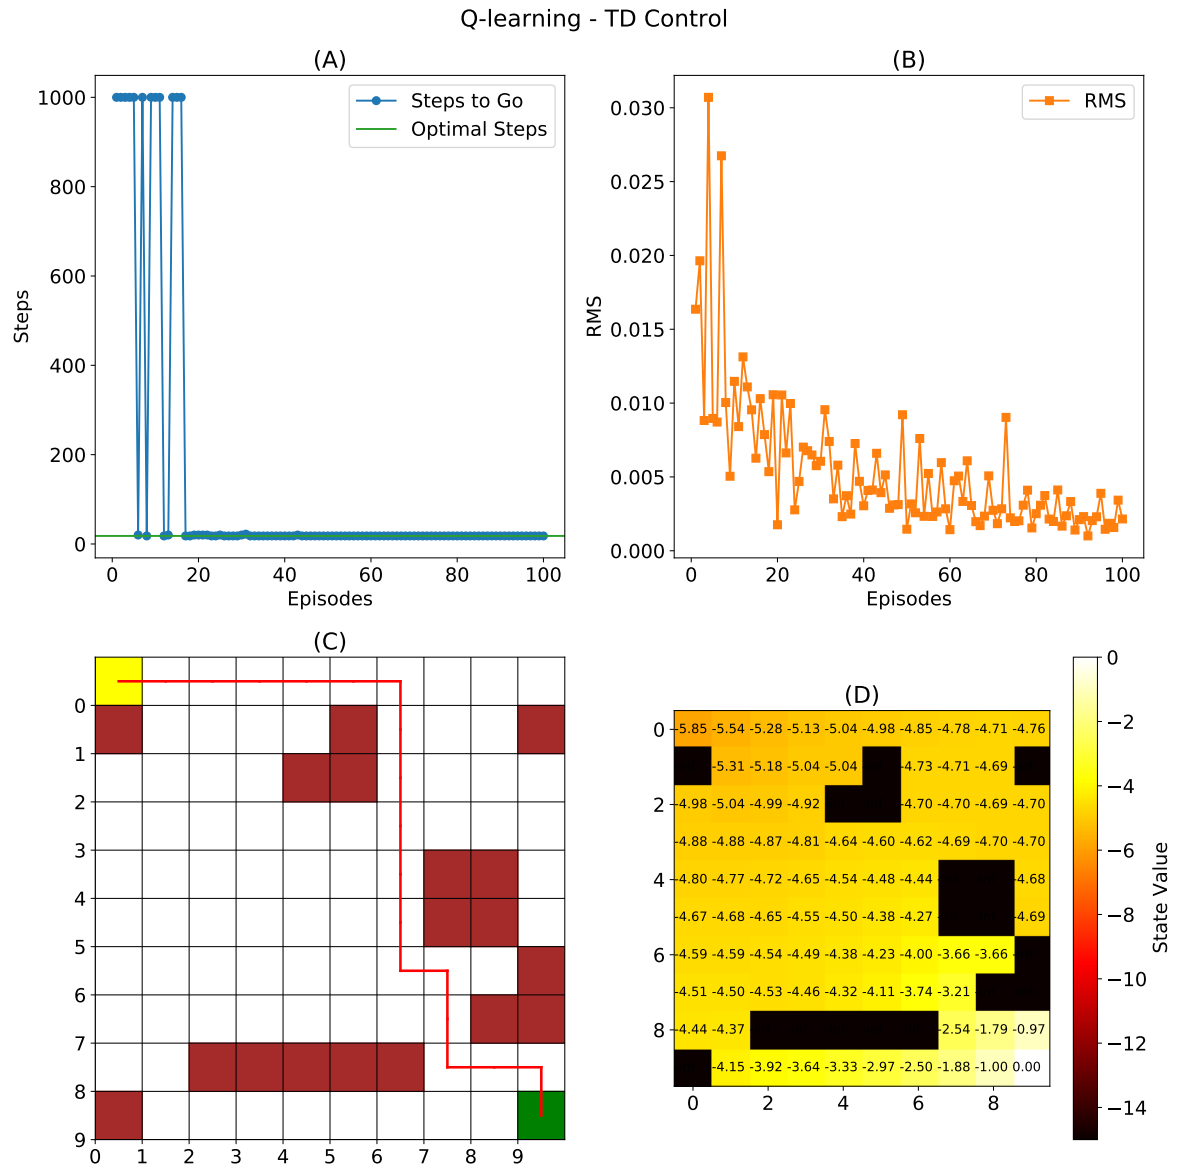 Q-learning - TD Control
(A)
1000
800
600
400
200
0
Steps
0 20 40 60 80 100
Episodes
Steps to Go
Optimal Steps
(B)
0.030
0.025
0.020
0.015
0.010
0.005
0.000
RMS
0 20 40 60 80 100
Episodes
RMS
(C)
0
1
2
3
4
5
6
7
8
9
0 1 2 3 4 5 6 7 8 9
(D)
0 -5.85 -5.54 -5.28 -5.13 -5.04 -4.98 -4.85 -4.78 -4.71 -4.76
-5.31 -5.18 -5.04 -5.04 -4.73 -4.71 -4.69
2 -4.98 -5.04 -4.99 -4.92 -4.70 -4.70 -4.69 -4.70
-4.88 -4.88 -4.87 -4.81 -4.64 -4.60 -4.62 -4.69 -4.70 -4.70
4 -4.80 -4.77 -4.72 -4.65 -4.54 -4.48 -4.44 -4.68
-4.67 -4.68 -4.65 -4.55 -4.50 -4.38 -4.27 -4.69
6 -4.59 -4.59 -4.54 -4.49 -4.38 -4.23 -4.00 -3.66 -3.66
-4.51 -4.50 -4.53 -4.46 -4.32 -4.11 -3.74 -3.21
8 -4.44 -4.37 -2.54 -1.79 -0.97
-4.15 -3.92 -3.64 -3.33 -2.97 -2.50 -1.88 -1.00 0.00
0 2 4 6 8
0
−2
−4
−6
−8
−10
−12
−14
State Value